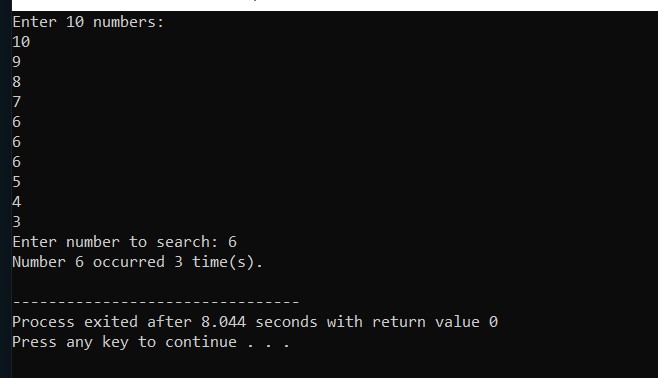 Enter 10 numbers:
10
9
8
7
6
6
6
5
4
3
Enter number to search: 6
Number 6 occurred 3 time(s).
--------------------------------
Process exited after 8.044 seconds with return value 0
Press any key to continue . . .